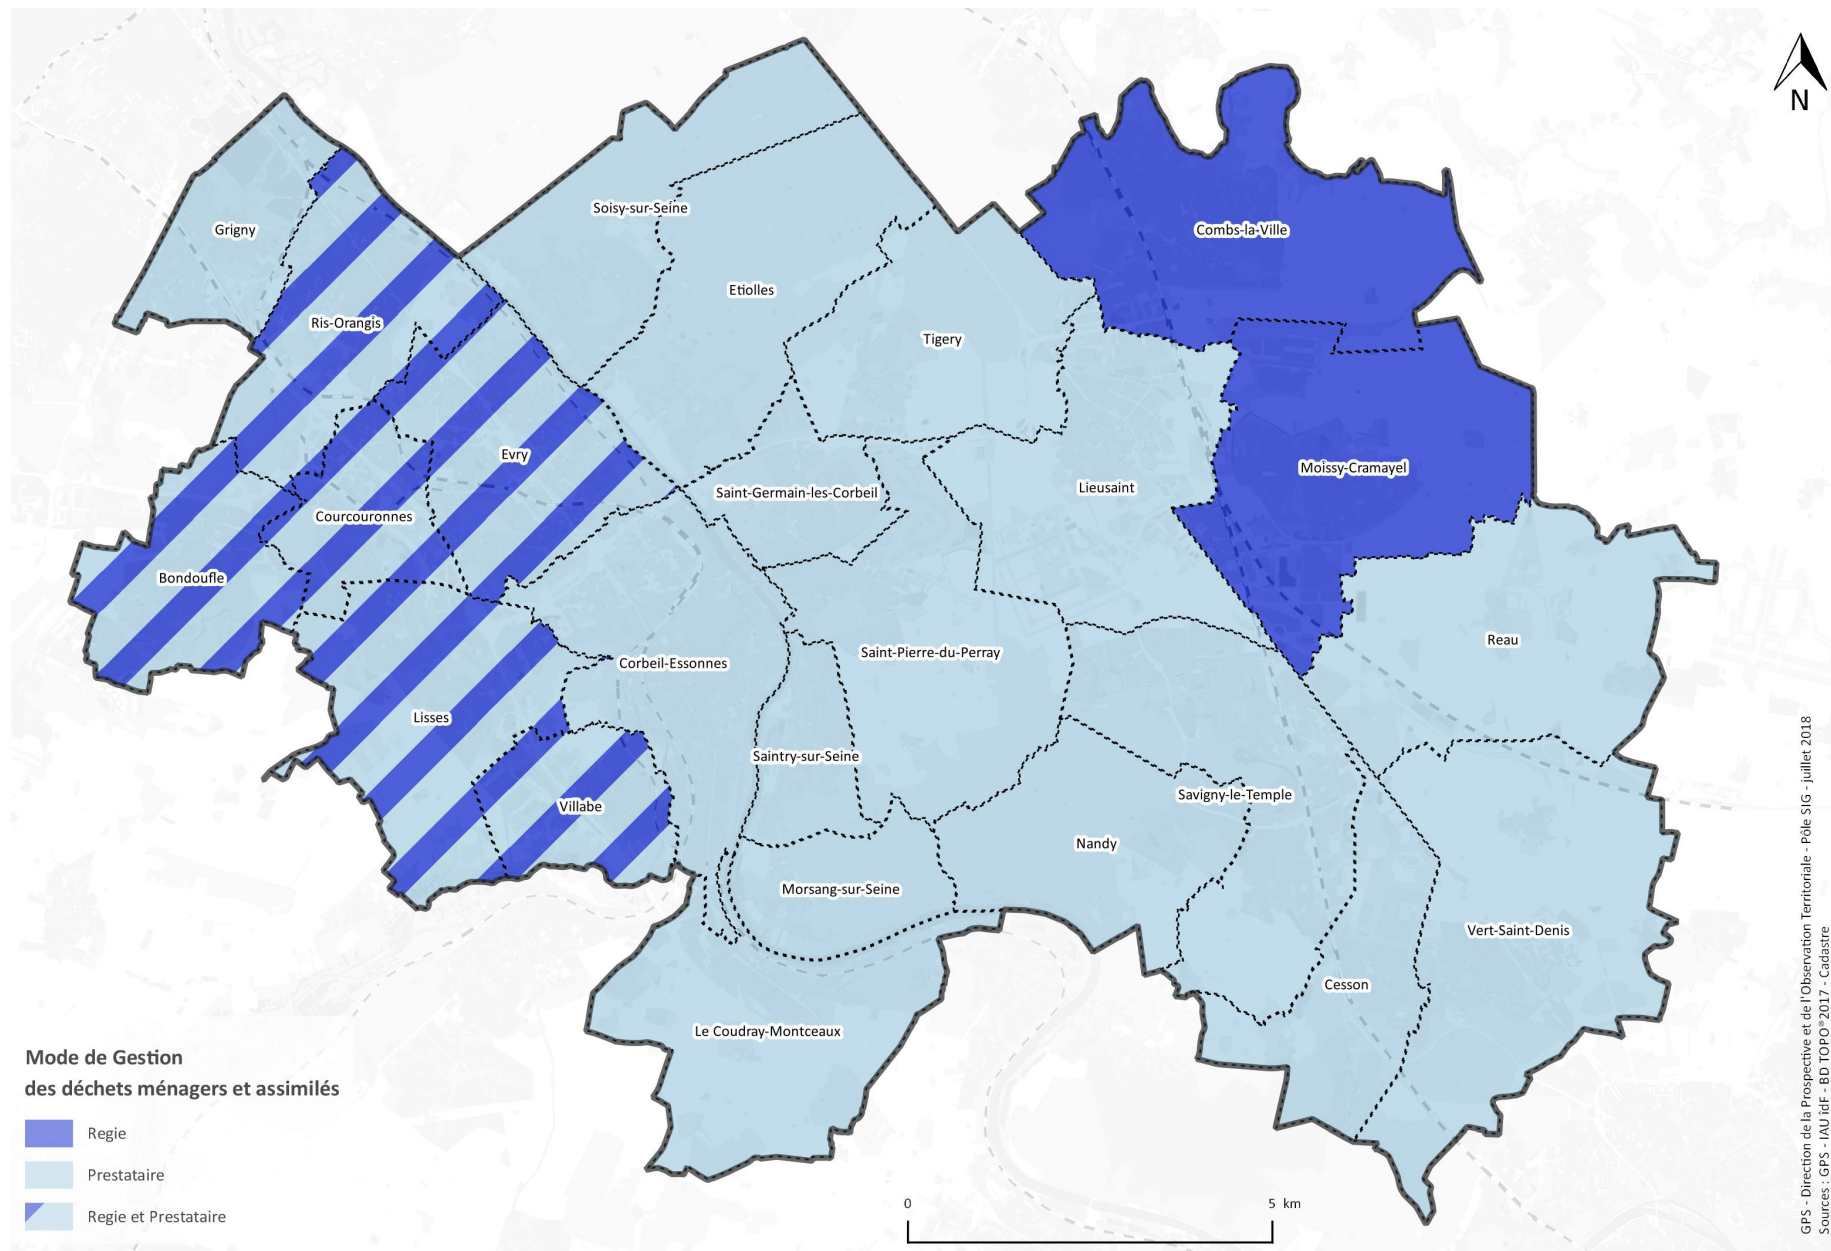 N
Combs-la-Ville
Soisy-sur-Seine
Grigny
Etiolles
Ris-Orangis
Tigery
Evry
Moissy-Cramayel
Saint-Germain-les-Corbeil
Lieusaint
Courcouronnes
Bondoufle
Reau
Saint-Pierre-du-Perray
Corbeil-Essonnes
Lisses
Saintry-sur-Seine
Savigny-le-Temple
Villabe
Nandy
Morsang-sur-Seine
Vert-Saint-Denis
Cesson
Le Coudray-Montceaux
Mode de Gestion
des déchets ménagers et assimilés
Regie
Prestataire
Regie et Prestataire
0 5 km
GPS - Direction de la Prospective et de l'Observation Territoriale - Pôle SIG - juillet 2018
Sources : GPS - IAU idF - BD TOPO®2017 - Cadastre